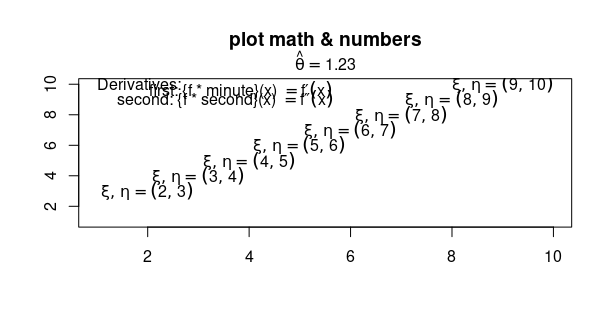 plot math & numbers
θ̂ = 1.23
Derivatives:
first: {f * minute}(x) = f′(x)
second: {f * second}(x) = f″(x)
ξ, η = (9, 10)
ξ, η = (8, 9)
ξ, η = (7, 8)
ξ, η = (6, 7)
ξ, η = (5, 6)
ξ, η = (4, 5)
ξ, η = (3, 4)
ξ, η = (2, 3)
10
8
6
4
2
2 4 6 8 10